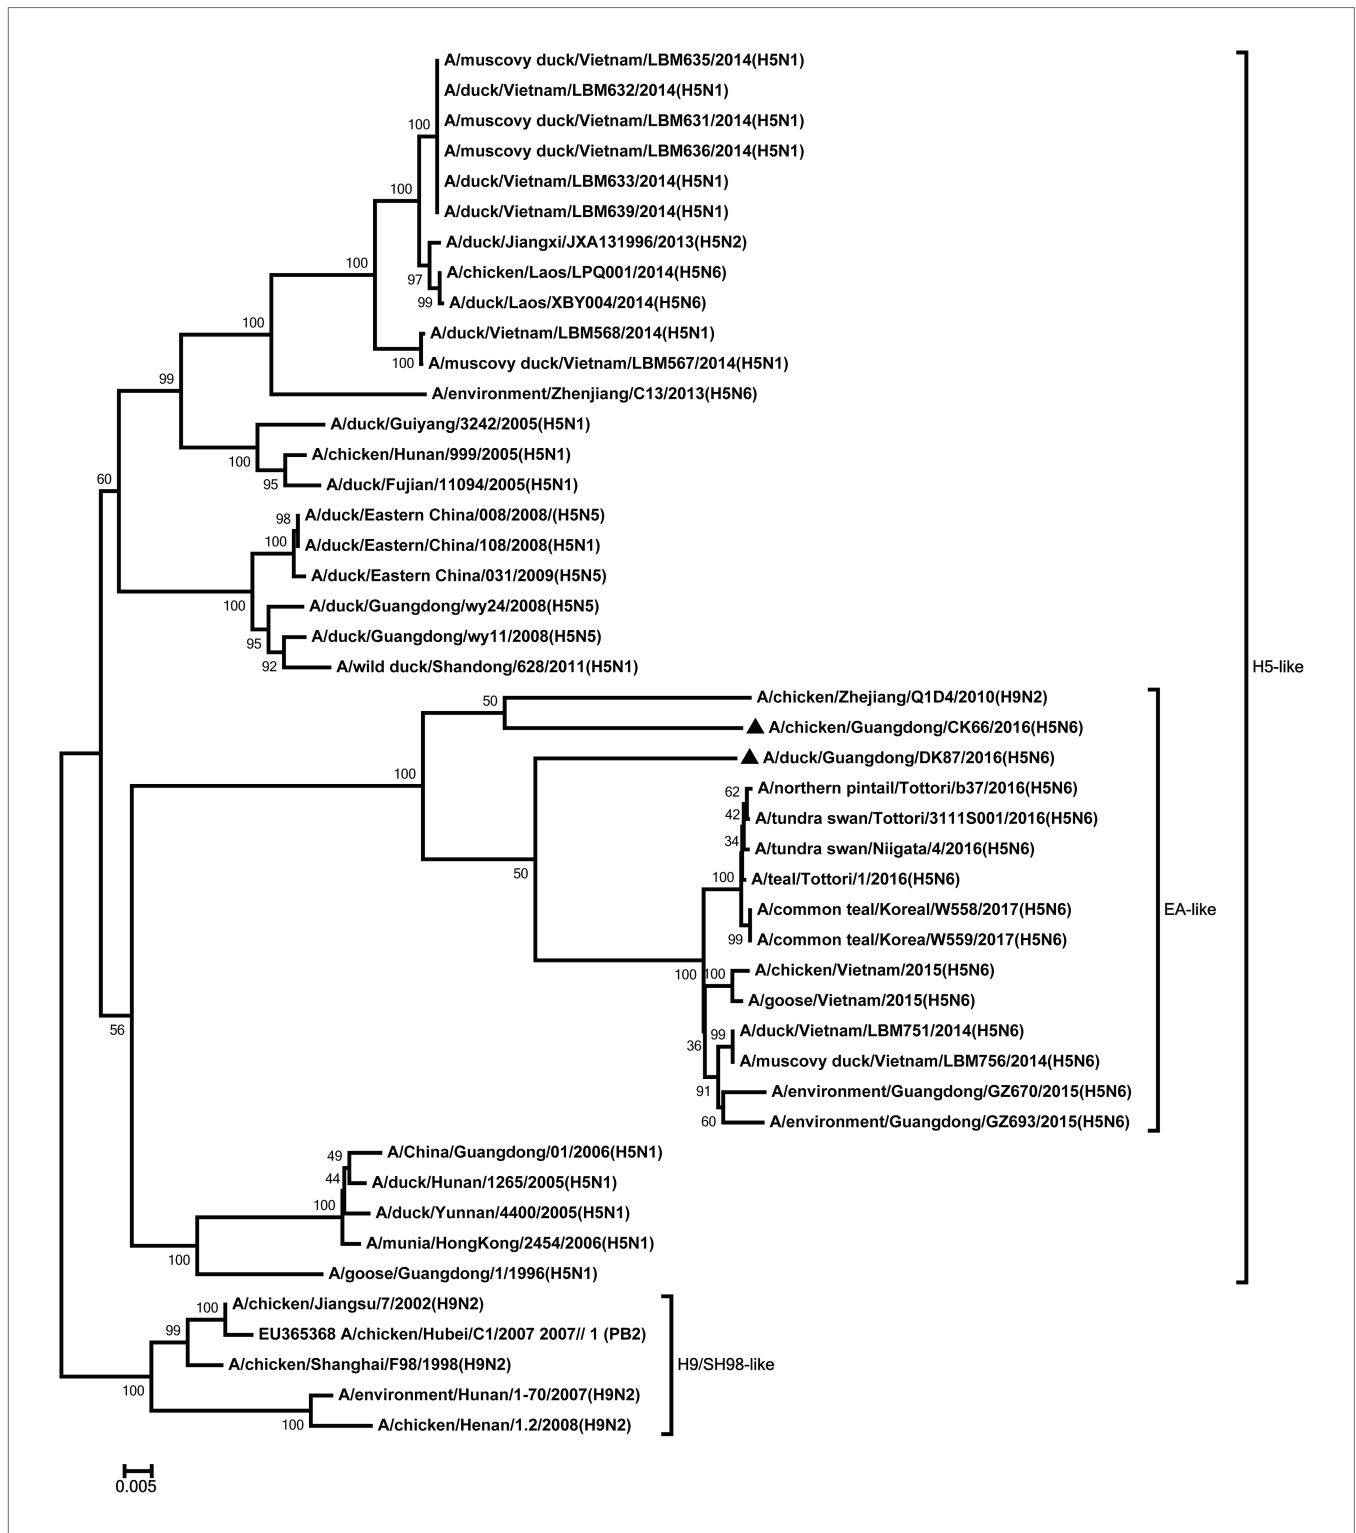 A/muscovy duck/Vietnam/LBM635/2014(H5N1)
A/duck/Vietnam/LBM632/2014(H5N1)
100
A/muscovy duck/Vietnam/LBM631/2014(H5N1)
A/muscovy duck/Vietnam/LBM636/2014(H5N1)
100
A/duck/Vietnam/LBM633/2014(H5N1)
A/duck/Vietnam/LBM639/2014(H5N1)
A/duck/Jiangxi/JXA131996/2013(H5N2)
100
A/chicken/Laos/LPQ001/2014(H5N6)
97
99
A/duck/Laos/XBY004/2014(H5N6)
100
A/duck/Vietnam/LBM568/2014(H5N1)
100
A/muscovy duck/Vietnam/LBM567/2014(H5N1)
99
A/environment/Zhenjiang/C13/2013(H5N6)
A/duck/Guiyang/3242/2005(H5N1)
A/chicken/Hunan/999/2005(H5N1)
100
60
95
A/duck/Fujian/11094/2005(H5N1)
98
A/duck/Eastern China/008/2008/(H5N5)
100
A/duck/Eastern/China/108/2008(H5N1)
A/duck/Eastern China/031/2009(H5N5)
100
A/duck/Guangdong/wy24/2008(H5N5)
95
A/duck/Guangdong/wy11/2008(H5N5)
92
A/wild duck/Shandong/628/2011(H5N1)
H5-like
50
A/chicken/Zhejiang/Q1D4/2010(H9N2)
A/chicken/Guangdong/CK66/2016(H5N6)
A/duck/Guangdong/DK87/2016(H5N6)
100
62
A/northern pintail/Tottori/b37/2016(H5N6)
42
A/tundra swan/Tottori/3111S001/2016(H5N6)
34
A/tundra swan/Niigata/4/2016(H5N6)
50
100
A/teal/Tottori/1/2016(H5N6)
A/common teal/Koreal/W558/2017(H5N6)
EA-like
99
A/common teal/Korea/W559/2017(H5N6)
100
100
A/chicken/Vietnam/2015(H5N6)
A/goose/Vietnam/2015(H5N6)
56
99
A/duck/Vietnam/LBM751/2014(H5N6)
36
A/muscovy duck/Vietnam/LBM756/2014(H5N6)
91
A/environment/Guangdong/GZ670/2015(H5N6)
60
A/environment/Guangdong/GZ693/2015(H5N6)
49
A/China/Guangdong/01/2006(H5N1)
44
A/duck/Hunan/1265/2005(H5N1)
100
A/duck/Yunnan/4400/2005(H5N1)
A/munia/HongKong/2454/2006(H5N1)
100
A/goose/Guangdong/1/1996(H5N1)
100
A/chicken/Jiangsu/7/2002(H9N2)
99
EU365368 A/chicken/Hubei/C1/2007 2007// 1 (PB2)
A/chicken/Shanghai/F98/1998(H9N2)
H9/SH98-like
100
A/environment/Hunan/1-70/2007(H9N2)
100
A/chicken/Henan/1.2/2008(H9N2)
0.005